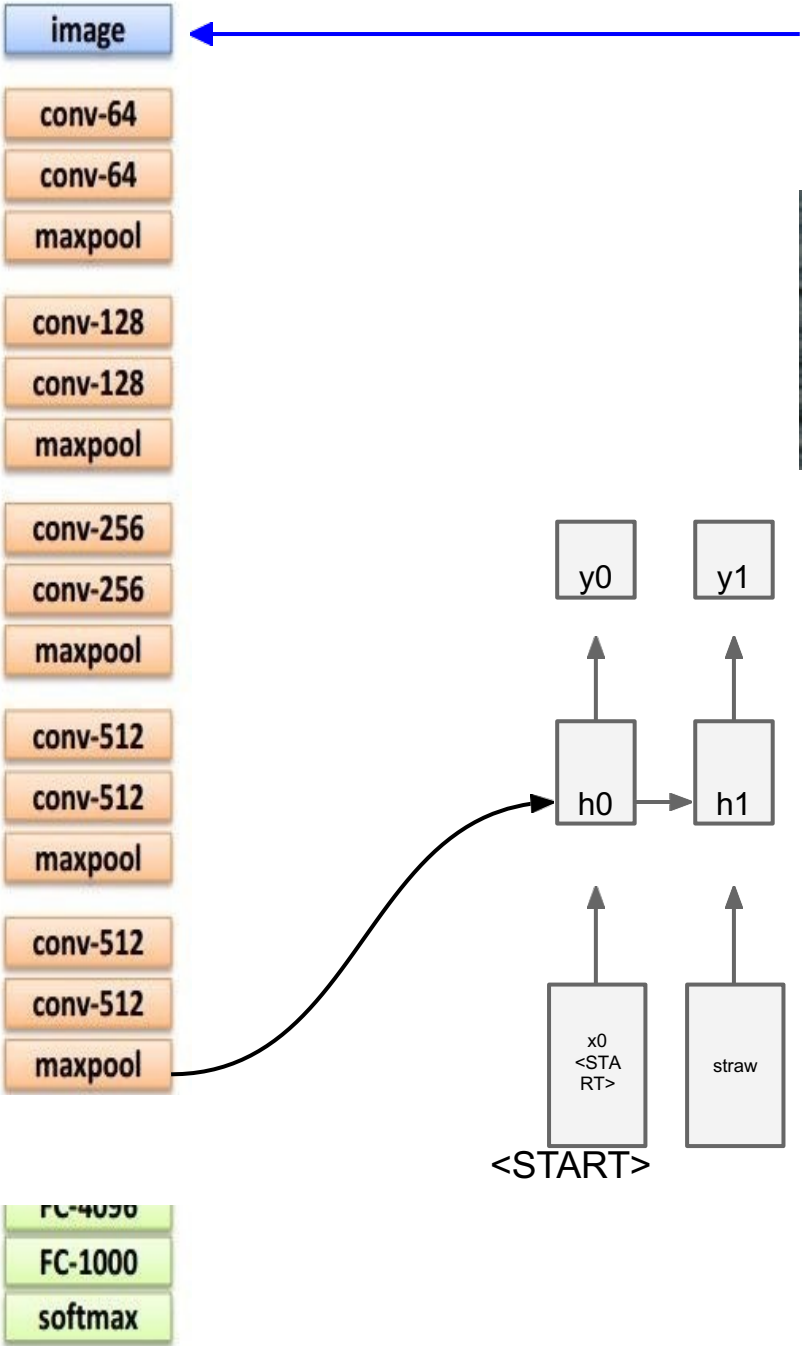 image
conv-64
conv-64
maxpool
conv-128
conv-128
maxpool
conv-256
conv-256
maxpool
conv-512
conv-512
maxpool
conv-512
conv-512
maxpool
FC-4096
FC-1000
softmax
y0
y1
h0
h1
x0
<STA
RT>
straw
<START>